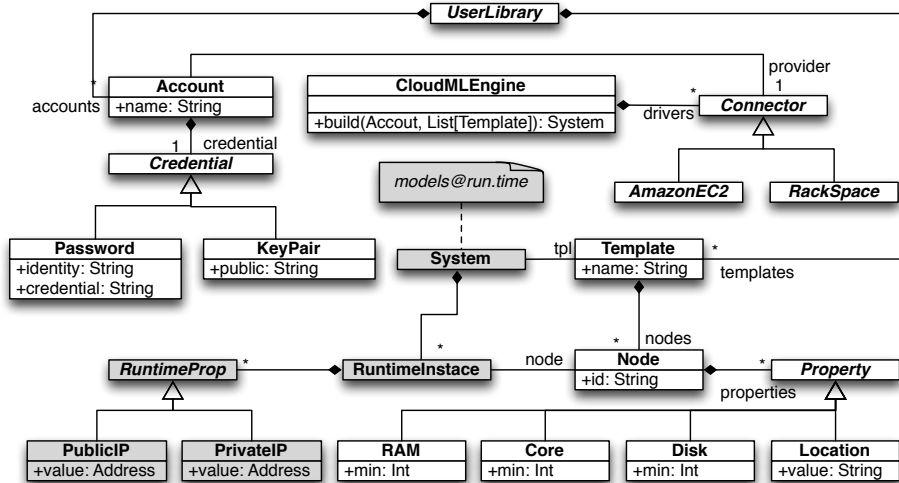 UserLibrary
*
accounts
Account
+name: String
CloudMLEngine
+build(Accout, List[Template]): System
*
drivers
provider
1
Connector
1
credential
Credential
models@run.time
AmazonEC2
RackSpace
Password
+identity: String
+credential: String
KeyPair
+public: String
System
tpl
Template
+name: String
*
templates
*
*
nodes
RuntimeProp
*
RuntimeInstace
node
Node
+id: String
*
properties
Property
PublicIP
+value: Address
PrivateIP
+value: Address
RAM
+min: Int
Core
+min: Int
Disk
+min: Int
Location
+value: String